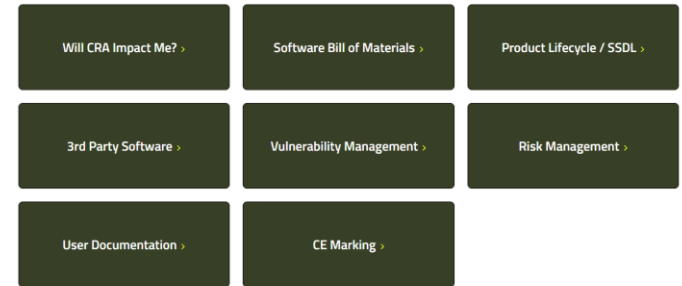 Will CRA Impact Me? ›
Software Bill of Materials ›
Product Lifecycle / SSDL ›
3rd Party Software ›
Vulnerability Management ›
Risk Management ›
User Documentation ›
CE Marking ›